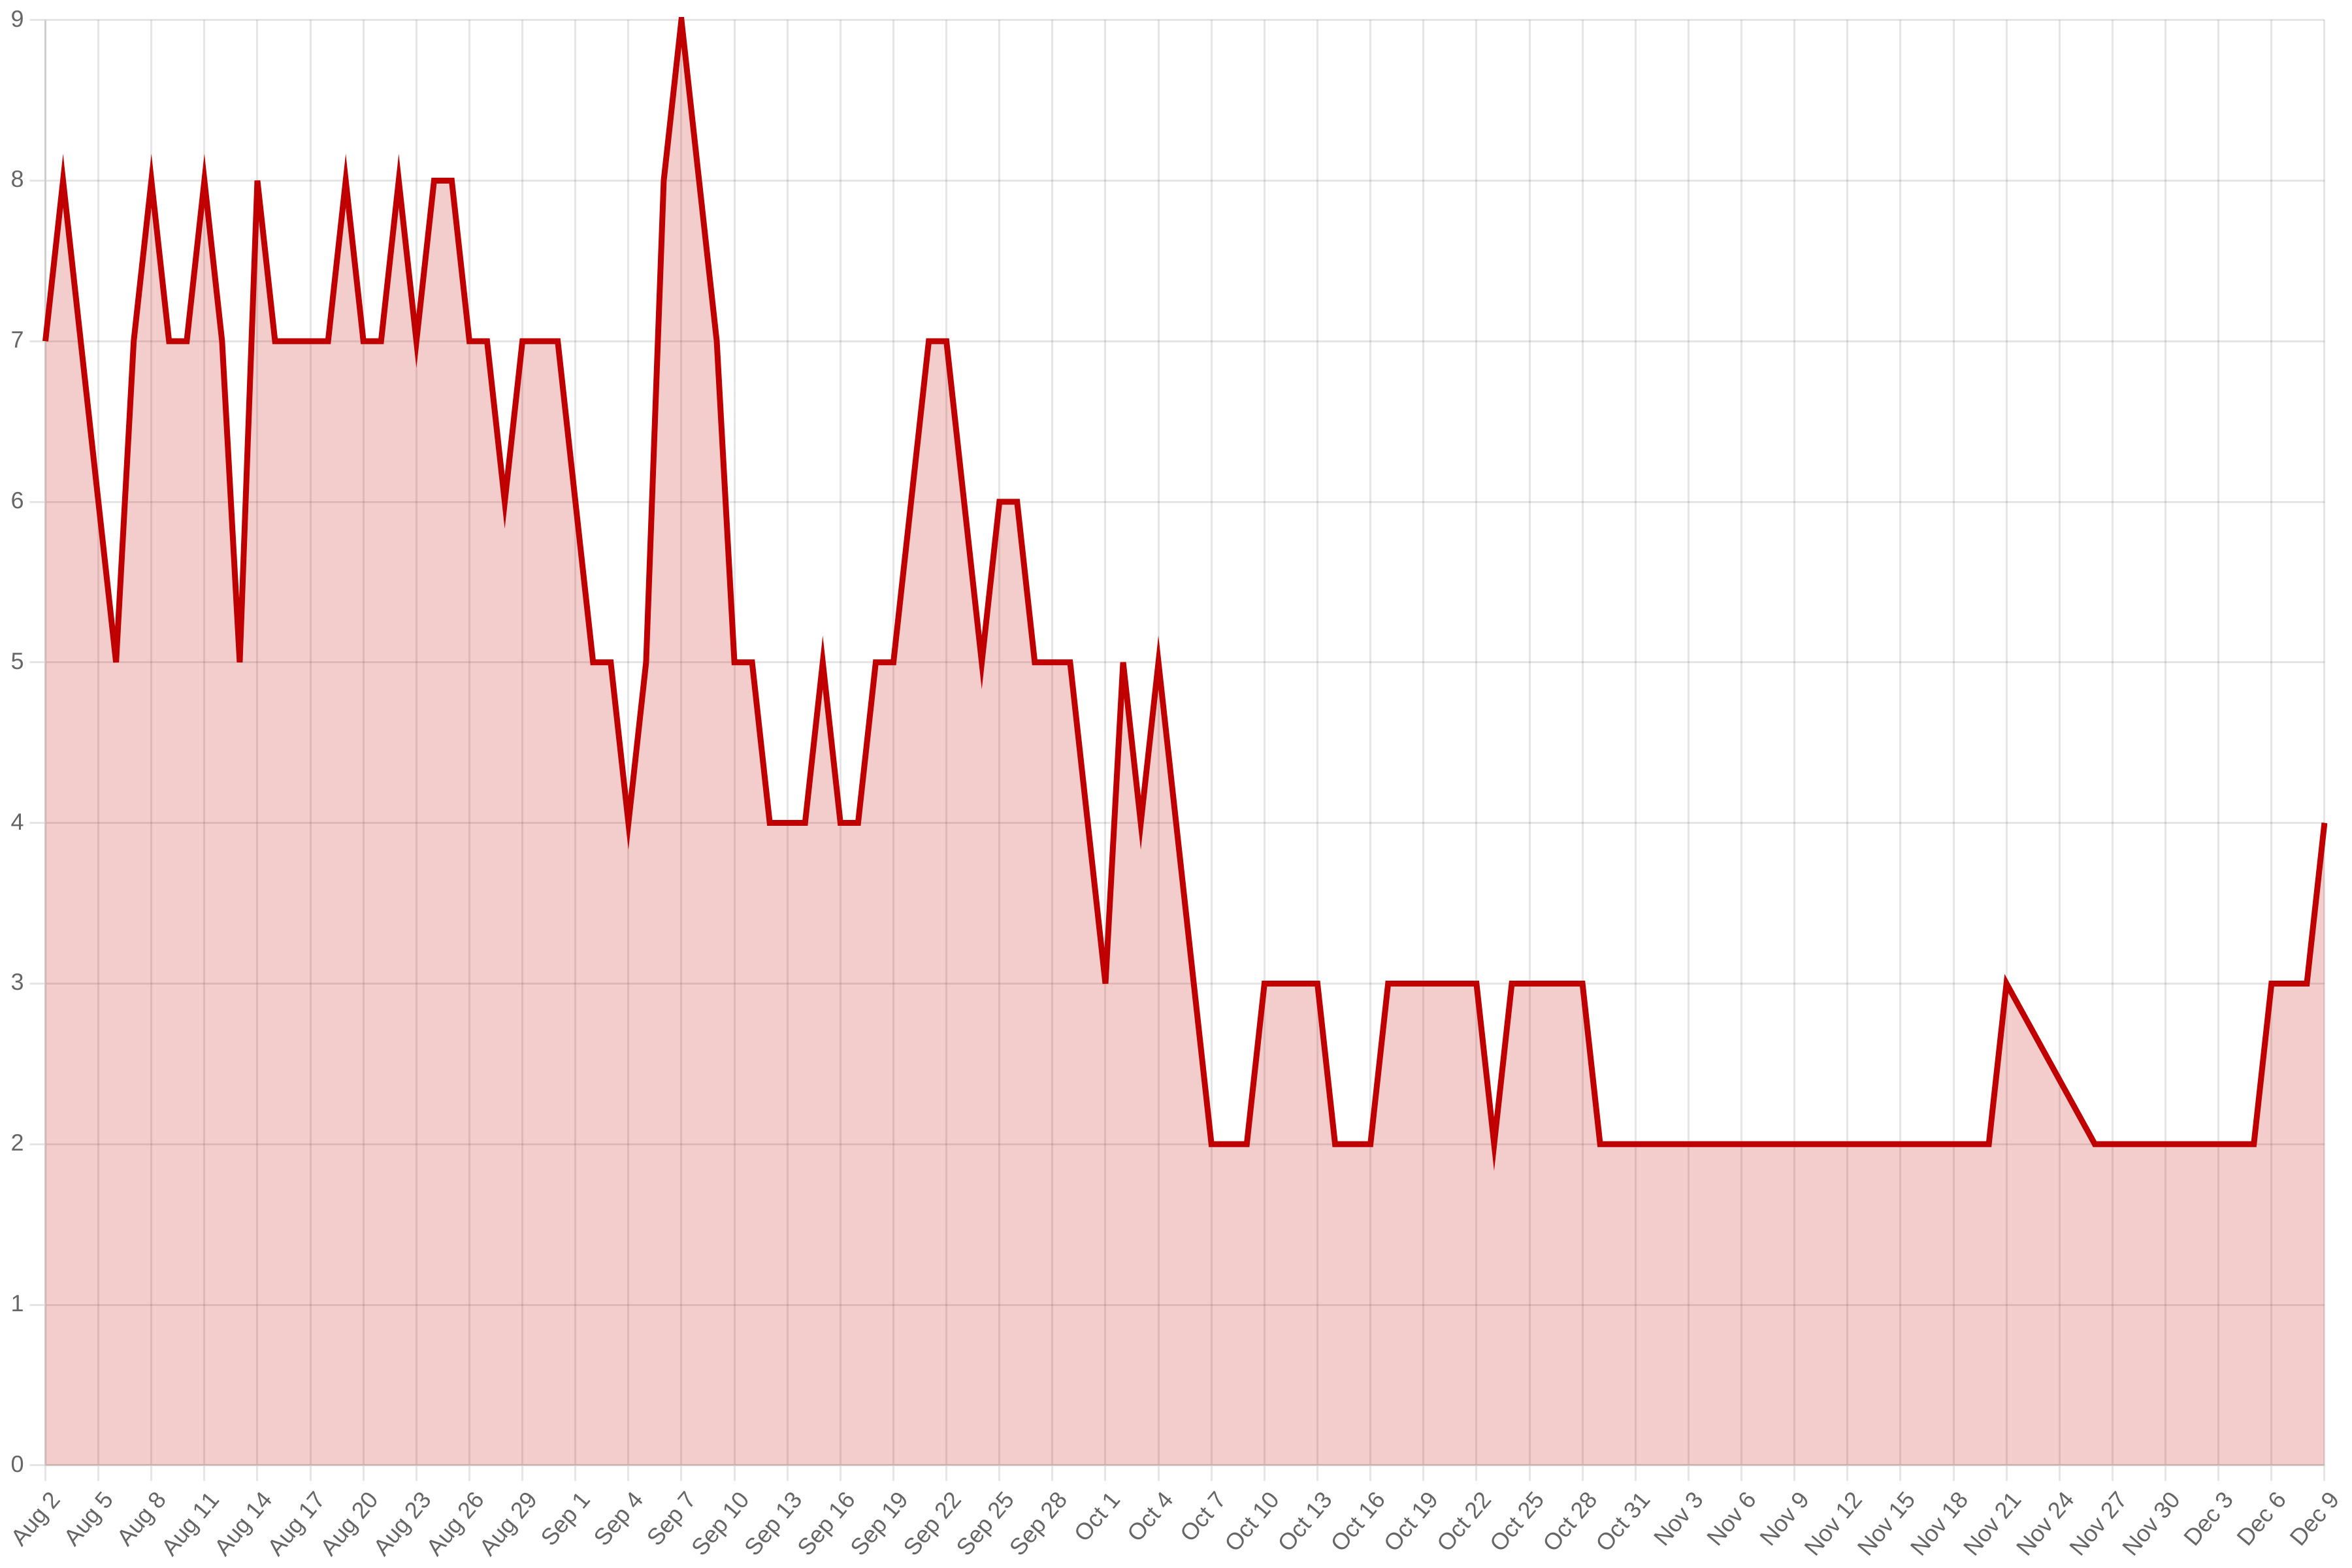 9
8
7
6
5
4
3
2
1
0
Aug 2
Aug 5
Aug 8
Aug 11
Aug 14
Aug 17
Aug 20
Aug 23
Aug 26
Aug 29
Sep 1
Sep 4
Sep 7
Sep 10
Sep 13
Sep 16
Sep 19
Sep 22
Sep 25
Sep 28
Oct 1
Oct 4
Oct 7
Oct 10
Oct 13
Oct 16
Oct 19
Oct 22
Oct 25
Oct 28
Oct 31
Nov 3
Nov 6
Nov 9
Nov 12
Nov 15
Nov 18
Nov 21
Nov 24
Nov 27
Nov 30
Dec 3
Dec 6
Dec 9